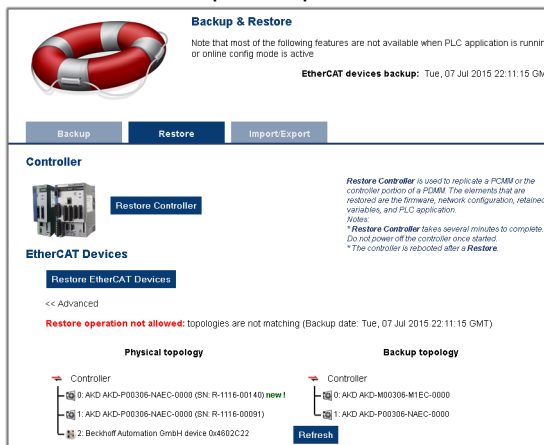 Backup & Restore
Note that most of the following features are not available when PLC application is runnin
or online config mode is active
EtherCAT devices backup: Tue, 07 Jul 2015 22:11:15 GM
Backup
Restore
Import/Export
Controller
Restore Controller
Restore Controller is used to replicate a PCMM or the
controller portion of a PDMM. The elements that are
restored are the firmware, network configuration, retained
variables, and PLC application.
Notes:
* Restore Controller takes several minutes to complete.
Do not power off the controller once started.
* The controller is rebooted after a Restore.
EtherCAT Devices
Restore EtherCAT Devices
<< Advanced
Restore operation not allowed: topologies are not matching (Backup date: Tue, 07 Jul 2015 22:11:15 GMT)
Physical topology
Controller
0: AKD AKD-P00306-NAEC-0000 (SN: R-1116-00140) new !
1: AKD AKD-P00306-NAEC-0000 (SN: R-1116-00091)
2: Beckhoff Automation GmbH device 0x4602C22
Backup topology
Controller
0: AKD AKD-M00306-M1EC-0000
1: AKD AKD-P00306-NAEC-0000
Refresh